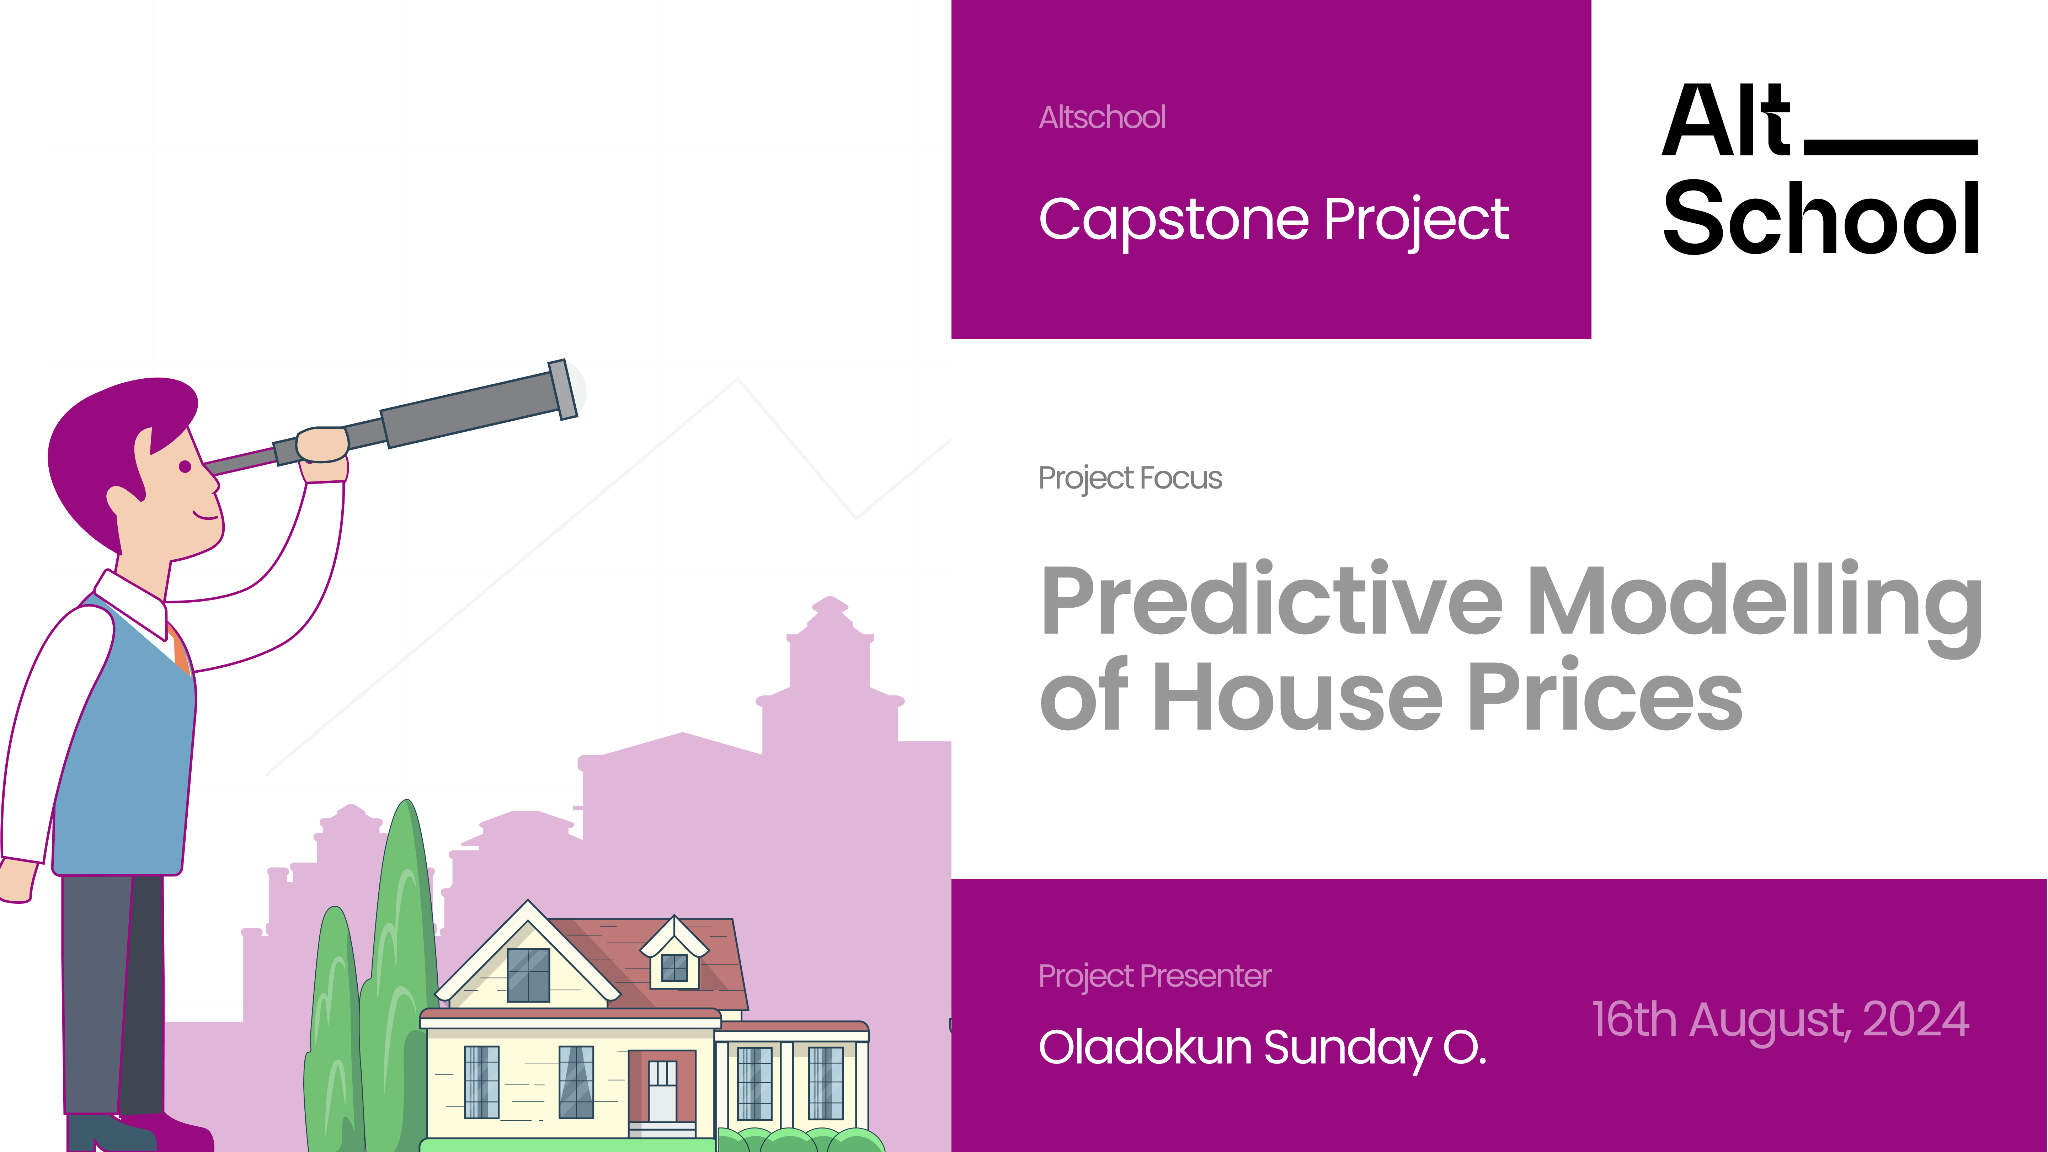 Altschool
Capstone Project
Alt
School
Project Focus
Predictive Modelling
of House Prices
Project Presenter
Oladokun Sunday O.
16th August, 2024